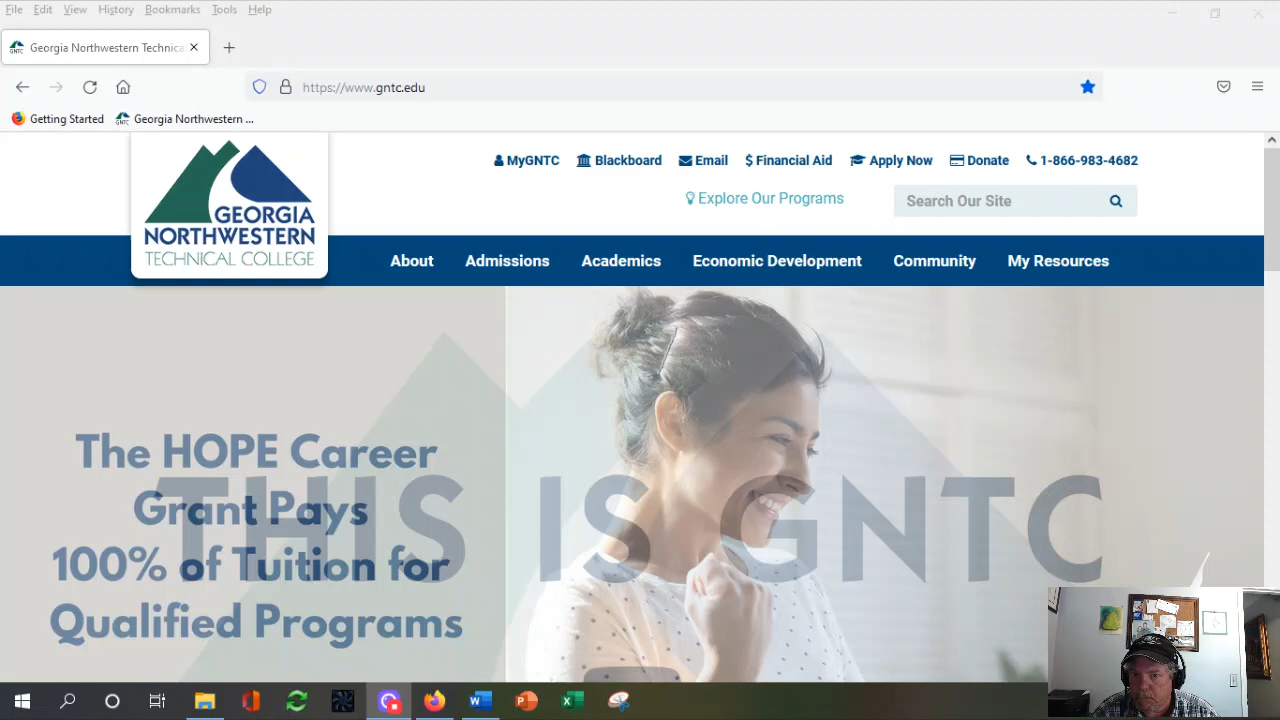 File Edit View History Bookmarks Tools Help
GNTC Georgia Northwestern Technica
https://www.gntc.edu
Getting Started GNTC Georgia Northwestern ...
MyGNTC Blackboard Email $ Financial Aid Apply Now Donate 1-866-983-4682
Explore Our Programs Search Our Site
GEORGIA
NORTHWESTERN
TECHNICAL COLLEGE
About Admissions Academics Economic Development Community My Resources
The HOPE Career
Grant Pays
100% of Tuition for
Qualified Programs
THIS IS GNTC